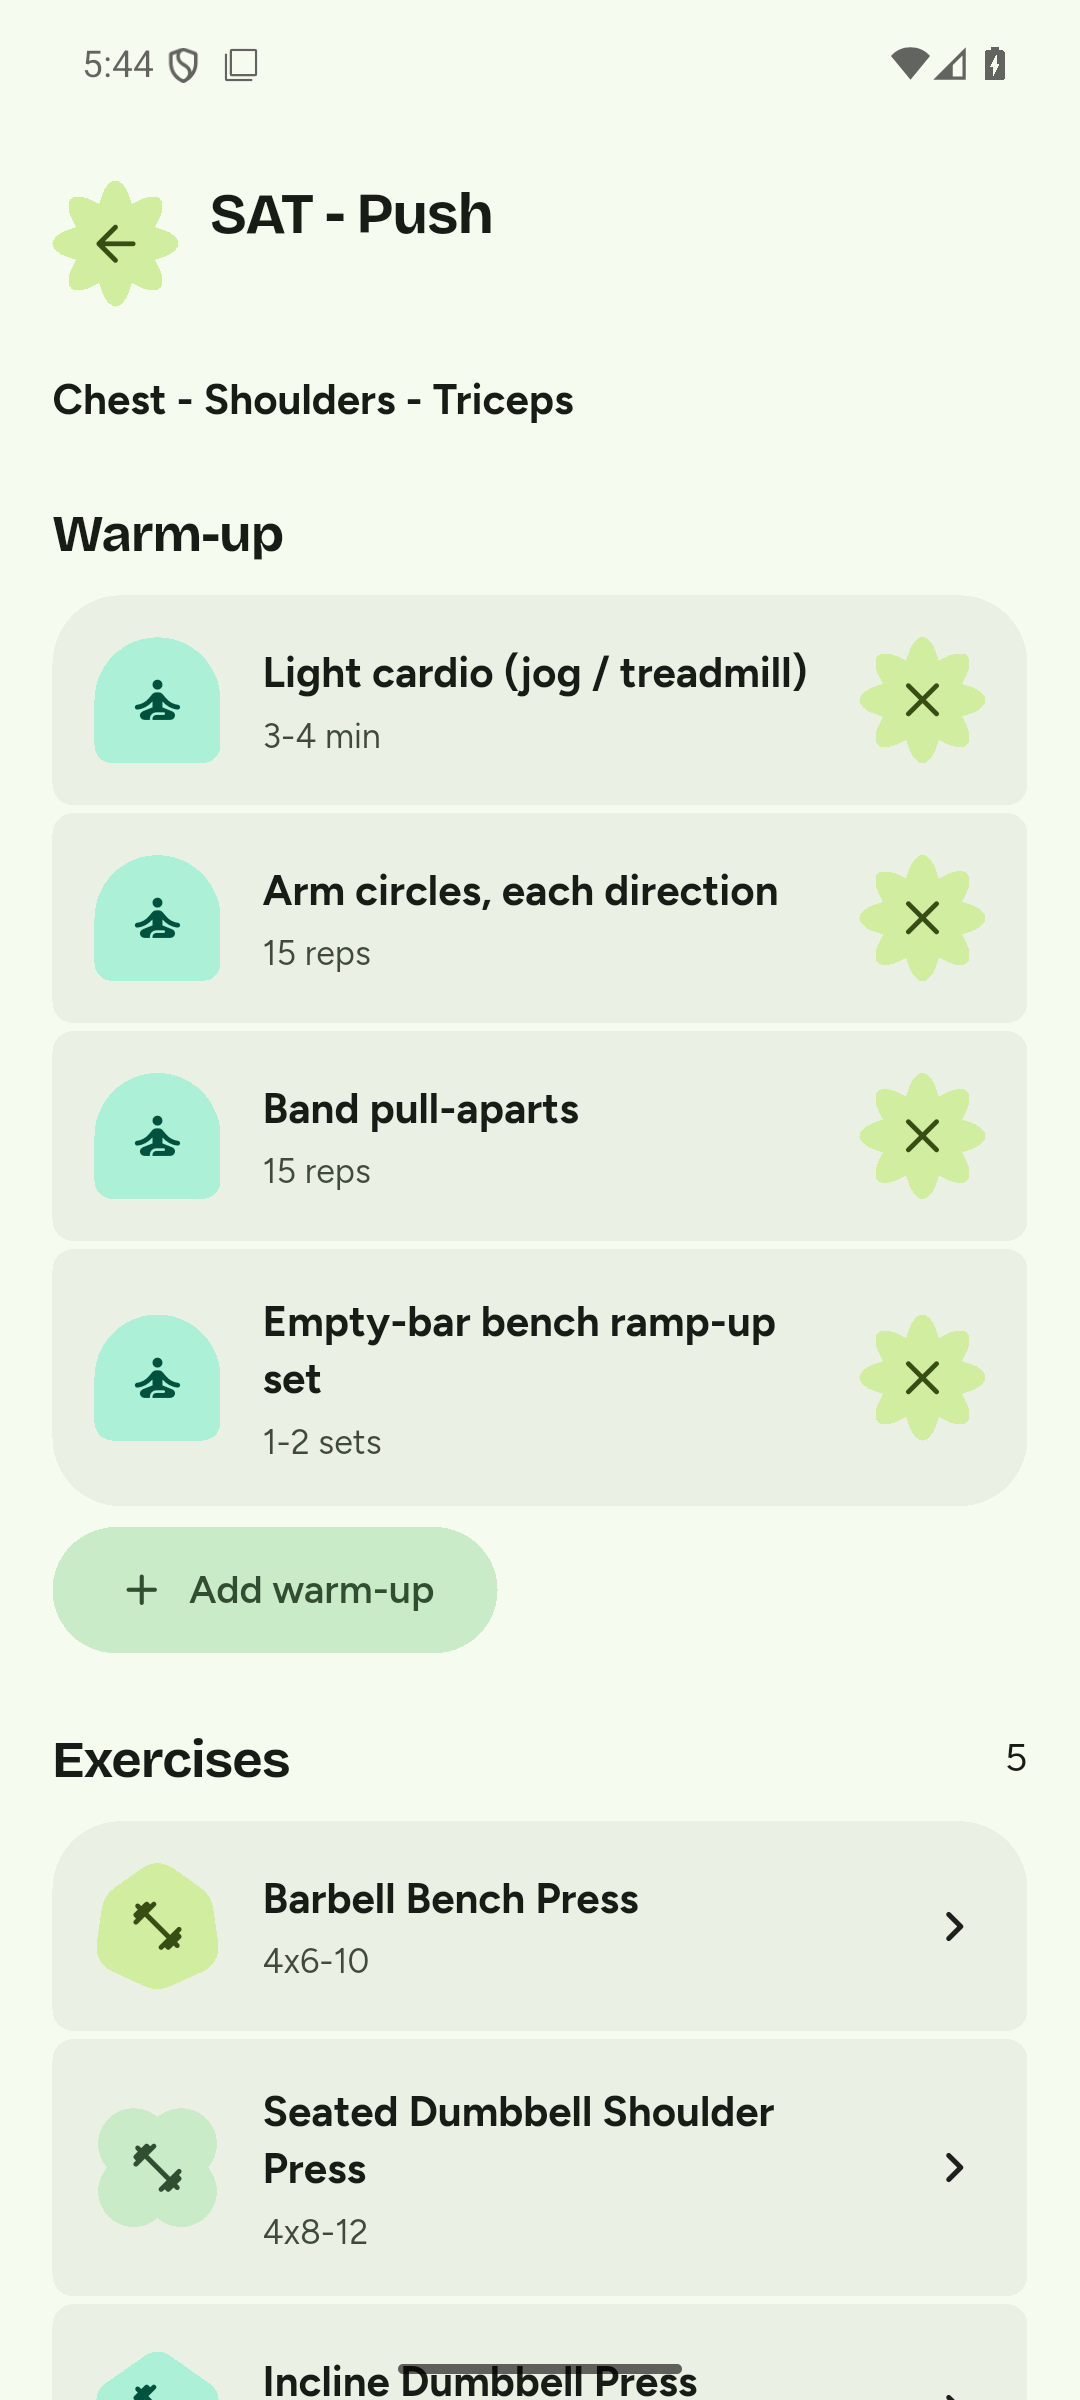 5:44
SAT - Push
Chest - Shoulders - Triceps
Warm-up
Light cardio (jog / treadmill)
3-4 min
Arm circles, each direction
15 reps
Band pull-aparts
15 reps
Empty-bar bench ramp-up
set
1-2 sets
Add warm-up
Exercises
5
Barbell Bench Press
4x6-10
Seated Dumbbell Shoulder
Press
4x8-12
Incline Dumbbell Press